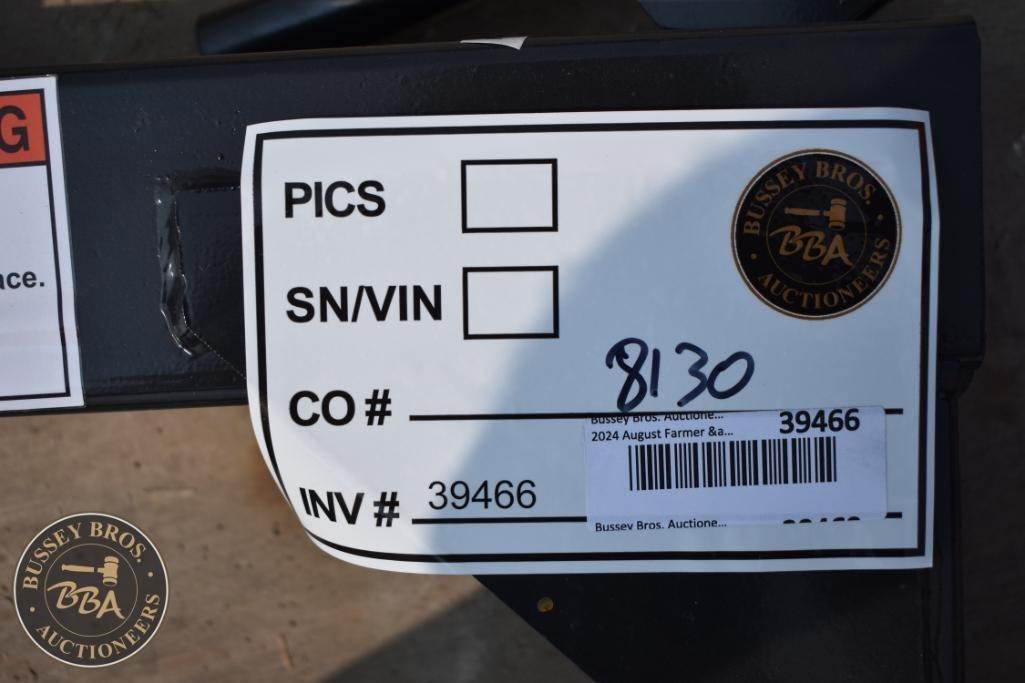 G
ace.
PICS
SN/VIN
CO #
8130
INV # 39466
BUSSEY BROS.
BBA
AUCTIONEERS
Bussey Bros. Auctione...
2024 August Farmer &a...
39466
Bussey Bros. Auctione...
BUSSEY BROS.
BBA
AUCTIONEERS